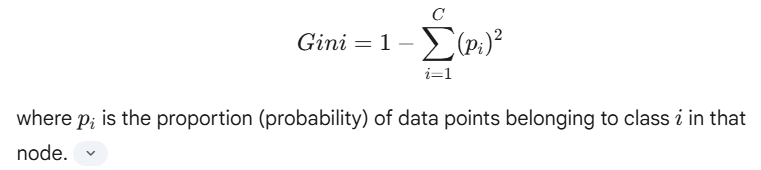 Gini = 1 − ∑_{i=1}^{C} (p_i)^2
where p_i is the proportion (probability) of data points belonging to class i in that
node.